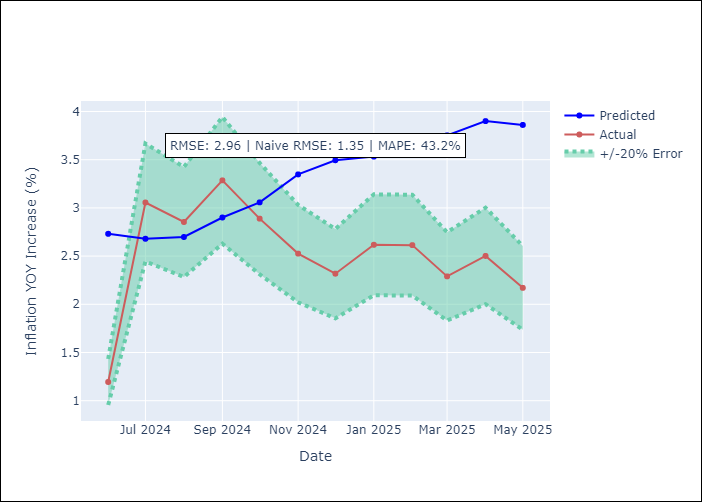 RMSE: 2.96 | Naive RMSE: 1.35 | MAPE: 43.2%
Predicted
Actual
+/-20% Error
Inflation YOY Increase (%)
4
3.5
3
2.5
2
1.5
1
Jul 2024 Sep 2024 Nov 2024 Jan 2025 Mar 2025 May 2025
Date